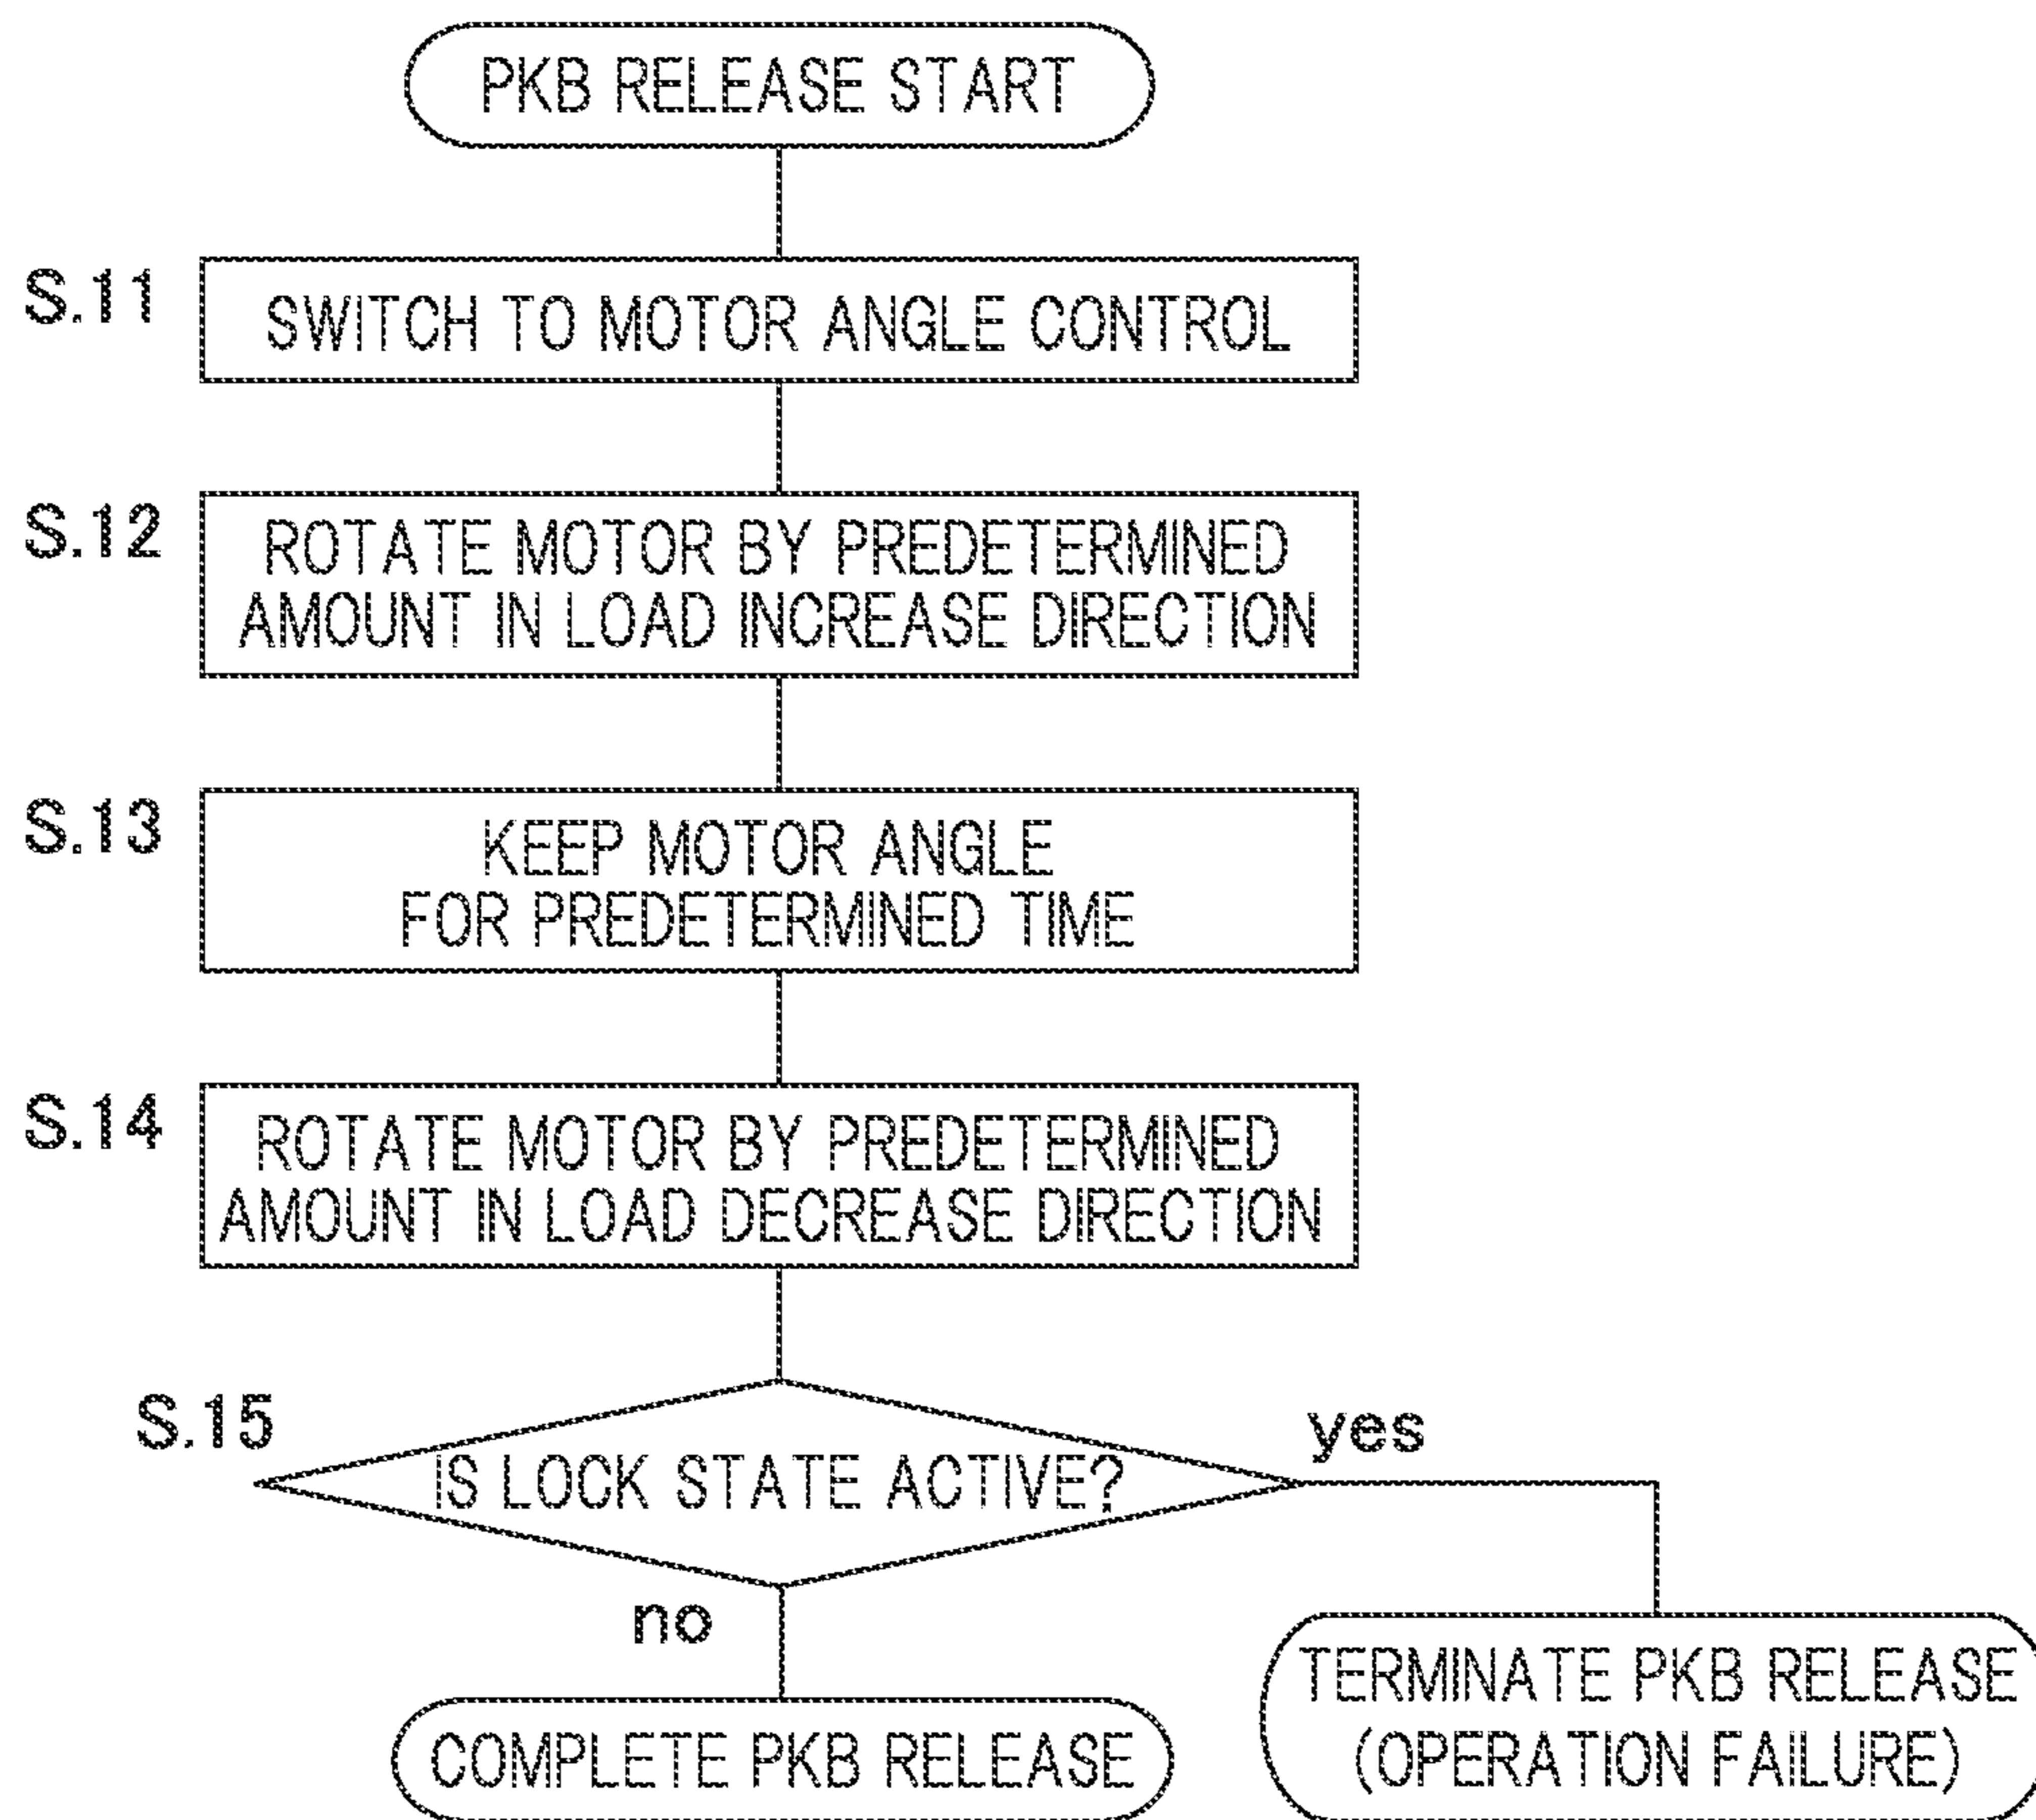 PKB RELEASE START
S.11
SWITCH TO MOTOR ANGLE CONTROL
S.12
ROTATE MOTOR BY PREDETERMINED
AMOUNT IN LOAD INCREASE DIRECTION
S.13
KEEP MOTOR ANGLE
FOR PREDETERMINED TIME
S.14
ROTATE MOTOR BY PREDETERMINED
AMOUNT IN LOAD DECREASE DIRECTION
S.15
IS LOCK STATE ACTIVE?
yes
no
COMPLETE PKB RELEASE
TERMINATE PKB RELEASE
(OPERATION FAILURE)